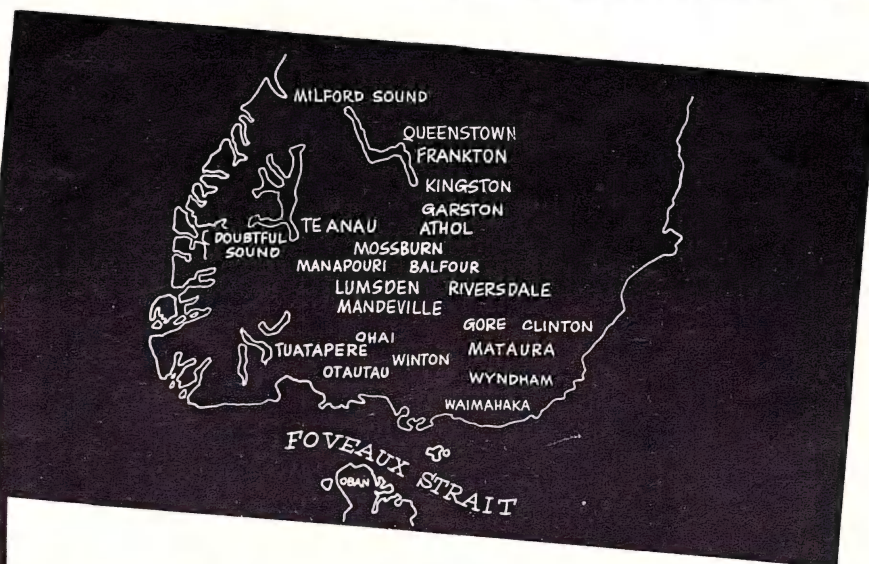 MILFORD SOUND
QUEENSTOWN
FRANKTON
KINGSTON
GARSTON
TE ANAU ATHOL
DOUBTFUL
SOUND
MOSSBURN
MANAPOURI BALFOUR
LUMSDEN RIVERSDALE
MANDEVILLE
GORE CLINTON
OHAI
TUATAPERE WINTON MATAURA
OTAUTAU WYNDHAM
WAIMAHAKA
FOVEAUX STRAIT
OBAN